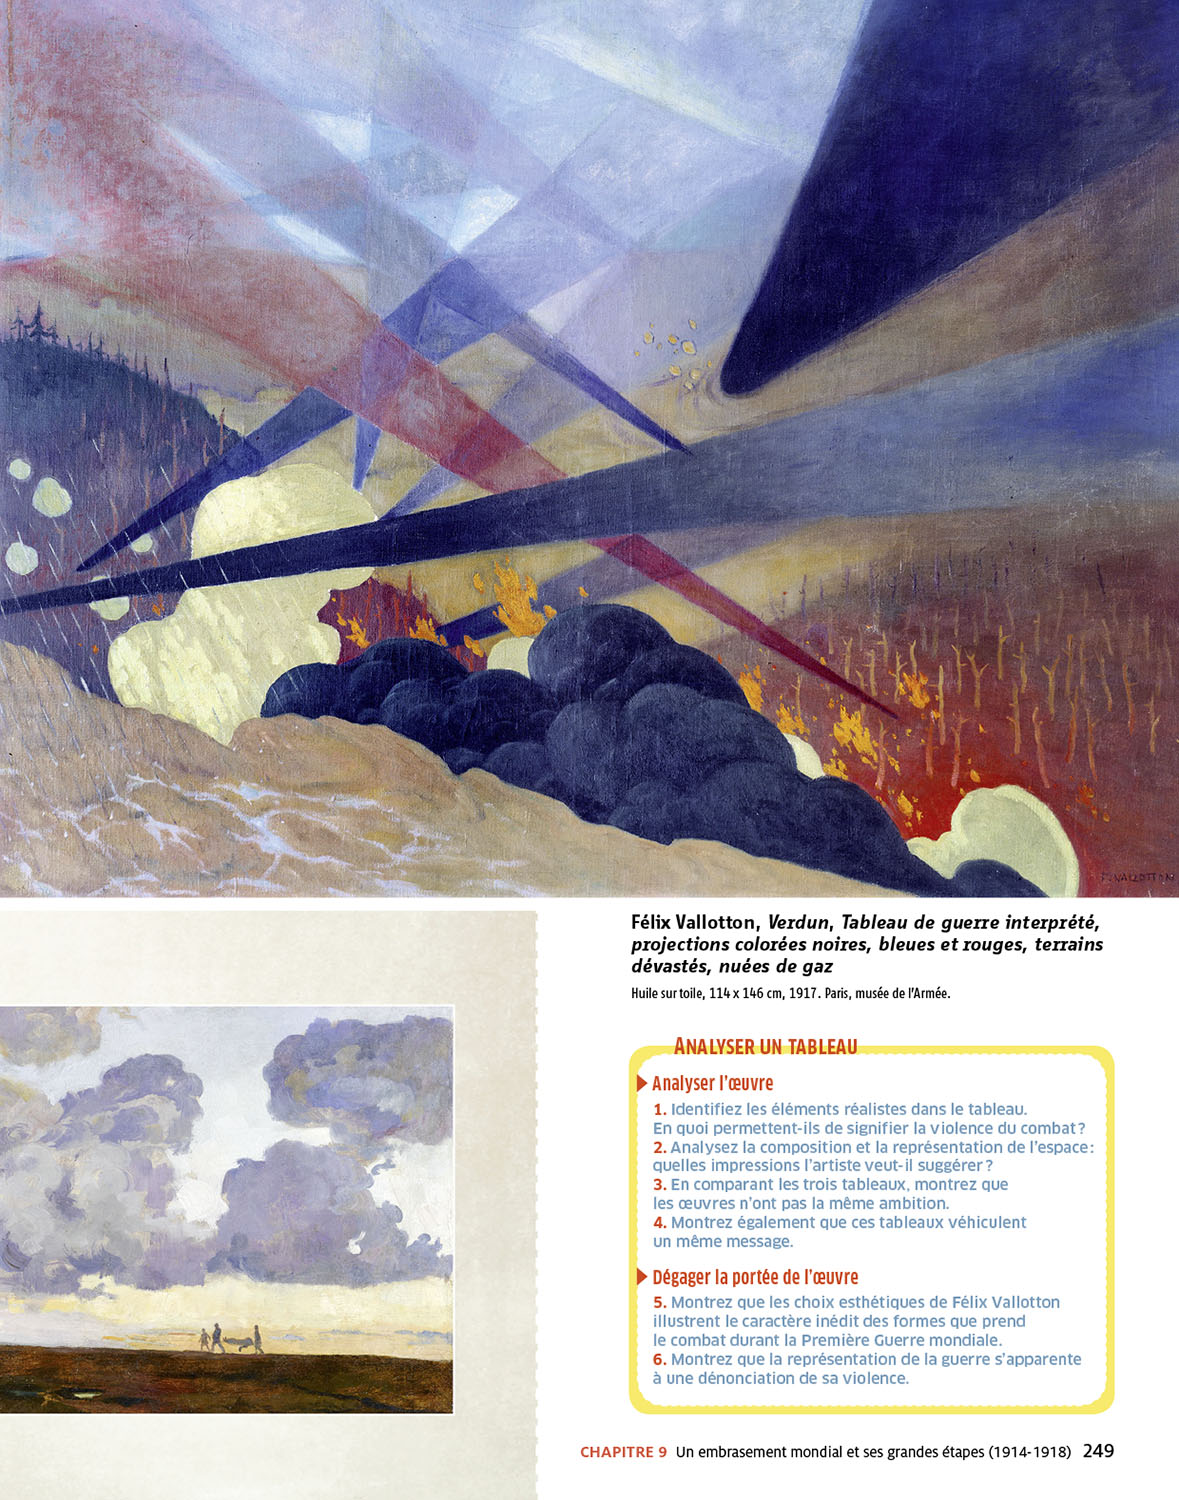 F. VALLOTTON
Félix Vallotton, Verdun, Tableau de guerre interprété,
projections colorées noires, bleues et rouges, terrains
dévastés, nuées de gaz
Huile sur toile, 114 x 146 cm, 1917. Paris, musée de l'Armée.
ANALYSER UN TABLEAU
Analyser l'œuvre
1. Identifiez les éléments réalistes dans le tableau.
En quoi permettent-ils de signifier la violence du combat ?
2. Analysez la composition et la représentation de l'espace :
quelles impressions l'artiste veut-il suggérer ?
3. En comparant les trois tableaux, montrez que
les œuvres n'ont pas la même ambition.
4. Montrez également que ces tableaux véhiculent
un même message.
Dégager la portée de l'œuvre
5. Montrez que les choix esthétiques de Félix Vallotton
illustrent le caractère inédit des formes que prend
le combat durant la Première Guerre mondiale.
6. Montrez que la représentation de la guerre s'apparente
à une dénonciation de sa violence.
CHAPITRE 9 Un embrasement mondial et ses grandes étapes (1914-1918) 249